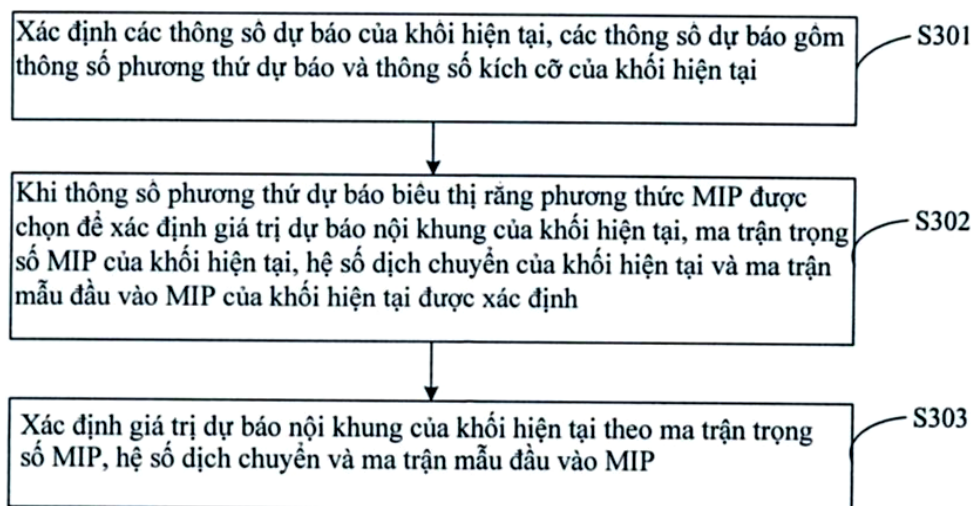 Xác định các thông số dự báo của khối hiện tại, các thông số dự báo gồm
thông số phương thứ dự báo và thông số kích cỡ của khối hiện tại
S301
Khi thông số phương thứ dự báo biểu thị rằng phương thức MIP được
chọn để xác định giá trị dự báo nội khung của khối hiện tại, ma trận trọng
số MIP của khối hiện tại, hệ số dịch chuyển của khối hiện tại và ma trận
mẫu đầu vào MIP của khối hiện tại được xác định
S302
Xác định giá trị dự báo nội khung của khối hiện tại theo ma trận trọng
số MIP, hệ số dịch chuyển và ma trận mẫu đầu vào MIP
S303